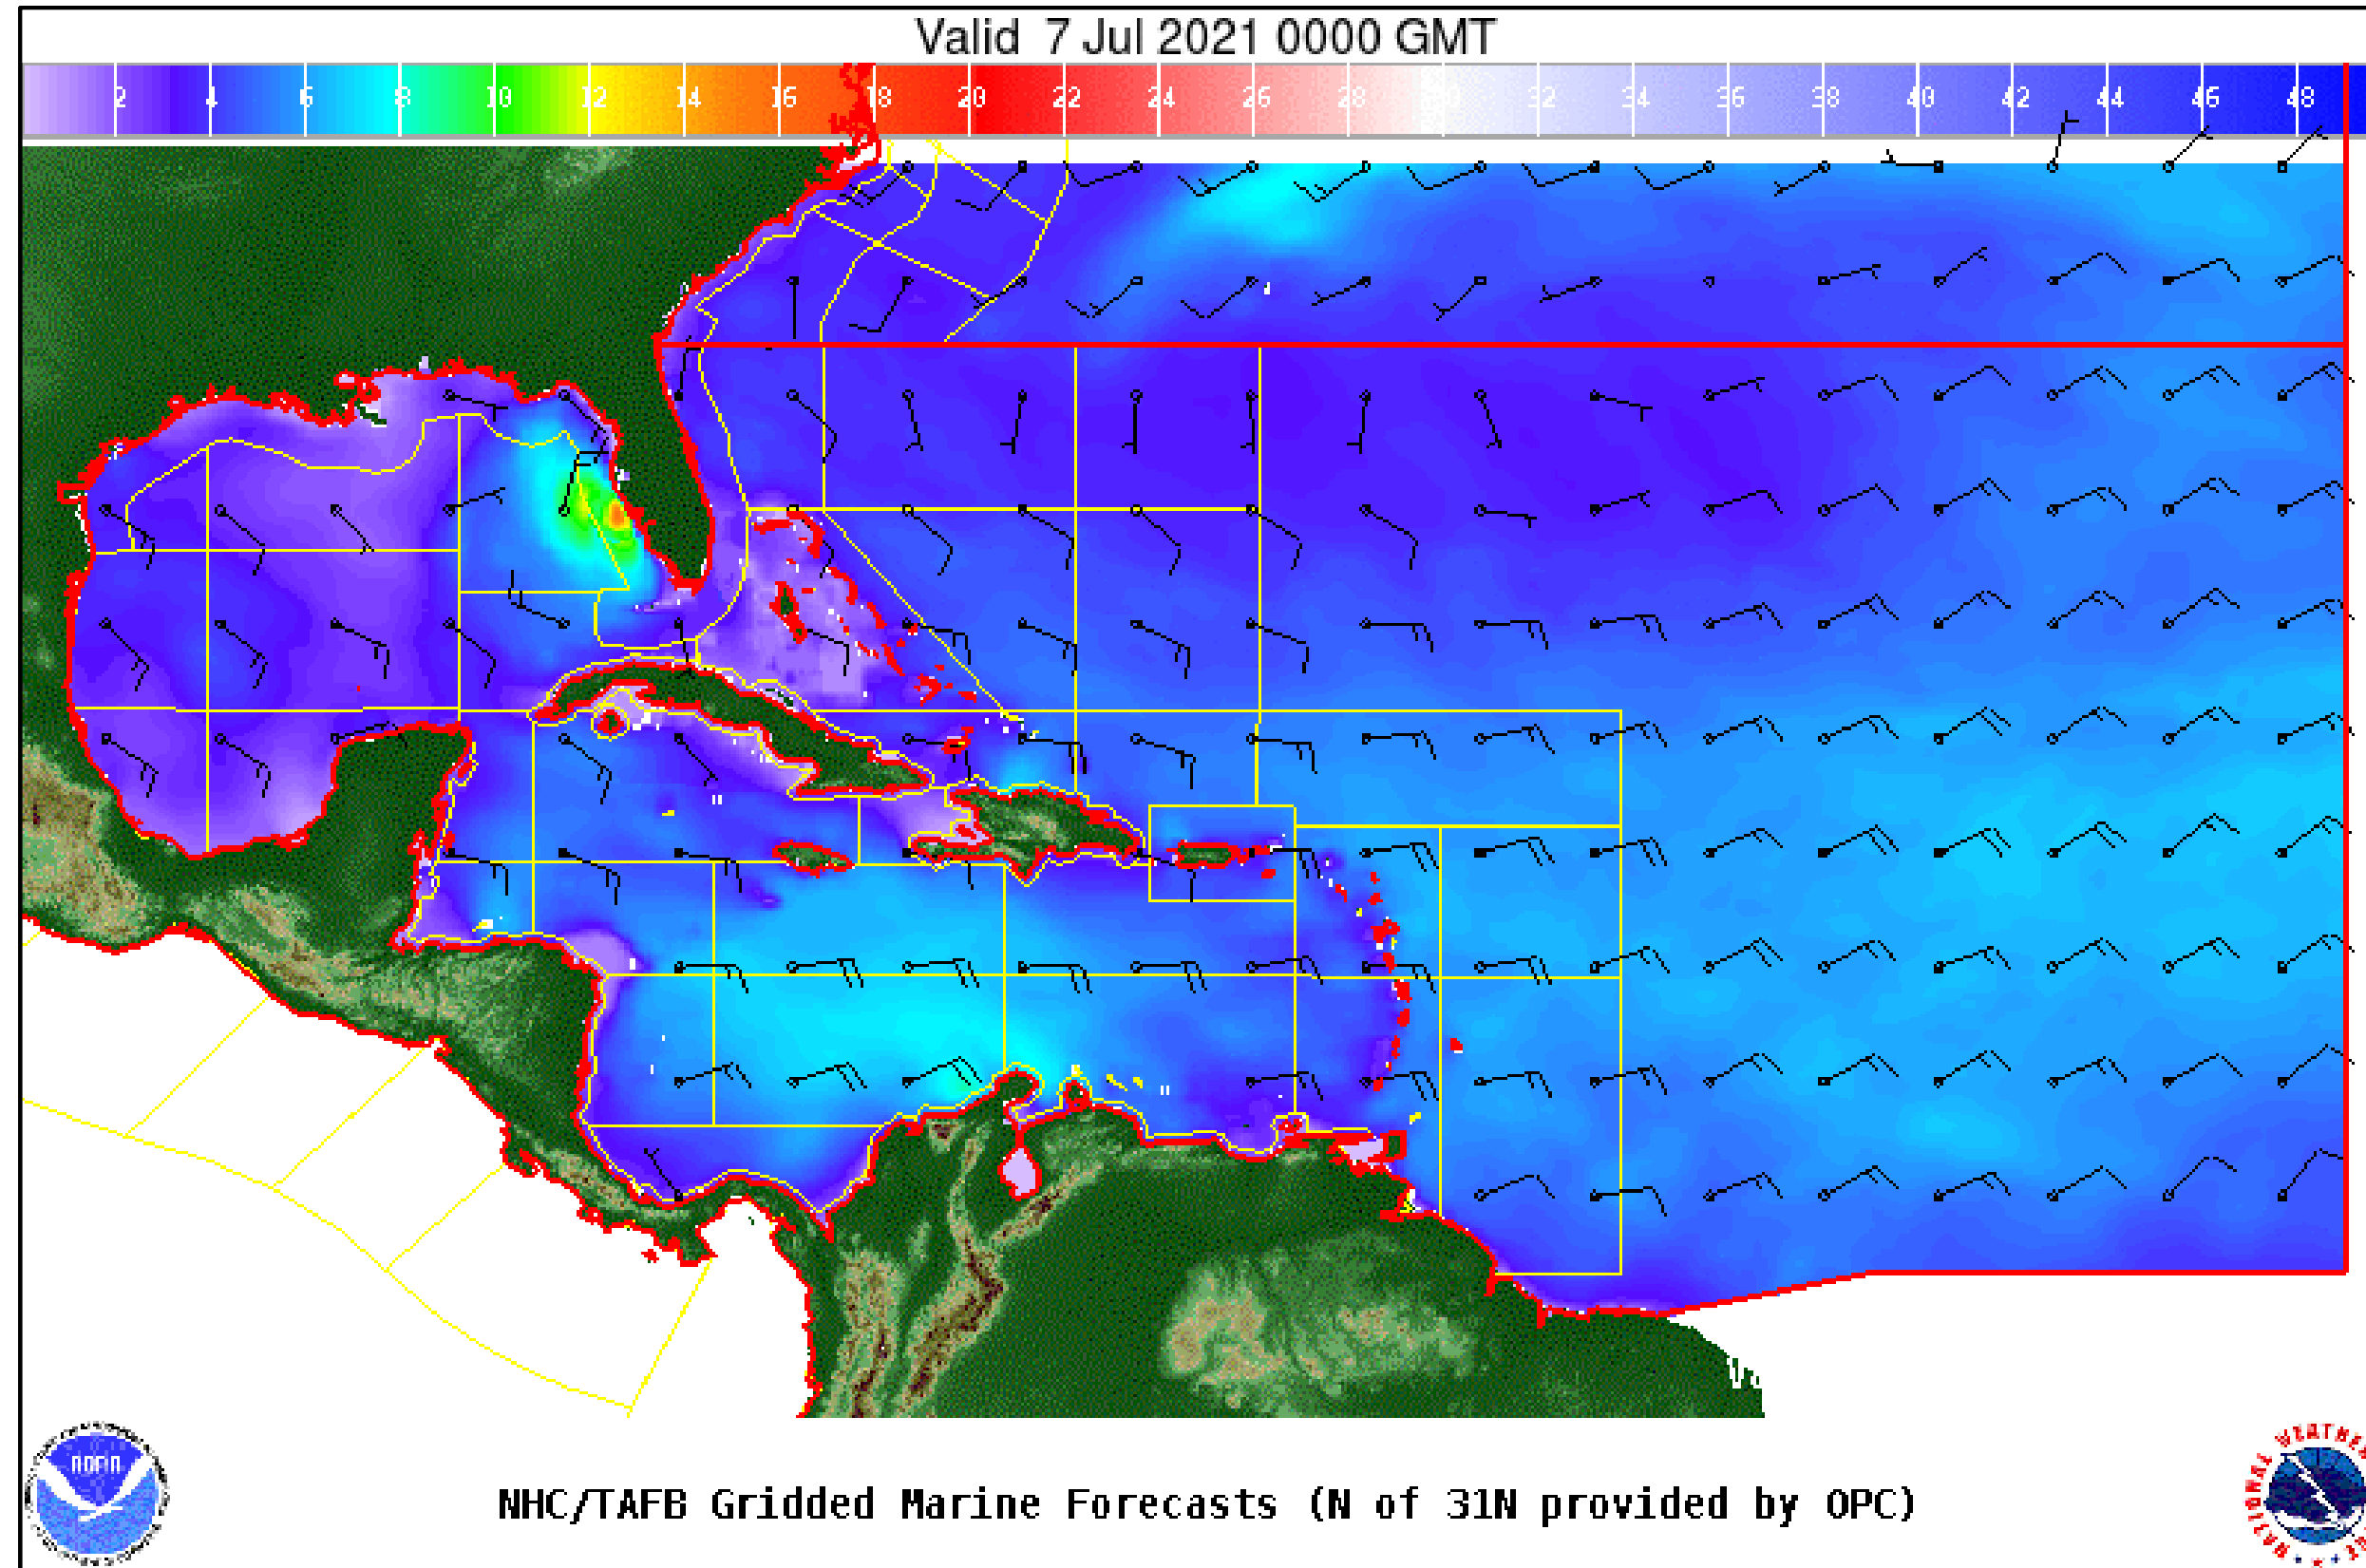 Valid 7 Jul 2021 0000 GMT
2 4 6 8 10 12 14 16 18 20 22 24 26 28 30 32 34 36 38 40 42 44 46 48
NHC/TAFB Gridded Marine Forecasts (N of 31N provided by OPC)
NATIONAL WEATHER